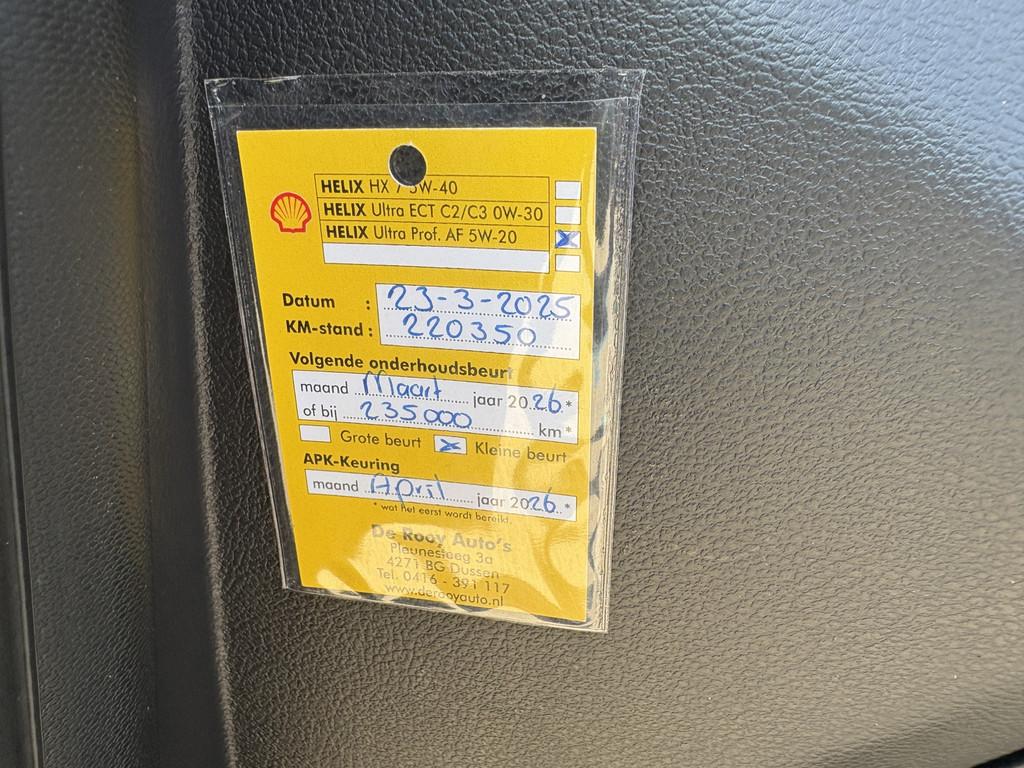 HELIX HX 7 5W-40
HELIX Ultra ECT C2/C3 0W-30
HELIX Ultra Prof. AF 5W-20
Datum : 23-3-2025
KM-stand : 220350
Volgende onderhoudsbeurt
maand Maart jaar 2026.*
of bij 235000 km*
Grote beurt Kleine beurt
APK-Keuring
maand April jaar 2026.*
* wat het eerst wordt bereikt.
De Rooy Auto's
4271 BG Dussen
Tel. 0416 - 391 117
www.derooyauto.nl